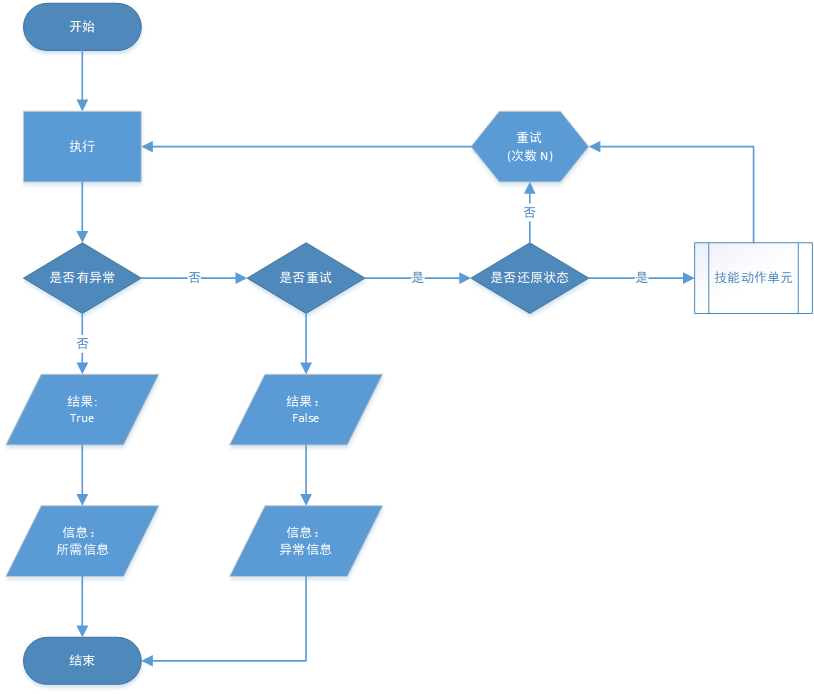 开始
执行
重试
(次数 N)
是否有异常
否
是否重试
是
否
是否还原状态
是
技能动作单元
否
结果:
True
结果：
False
信息：
所需信息
信息：
异常信息
结束